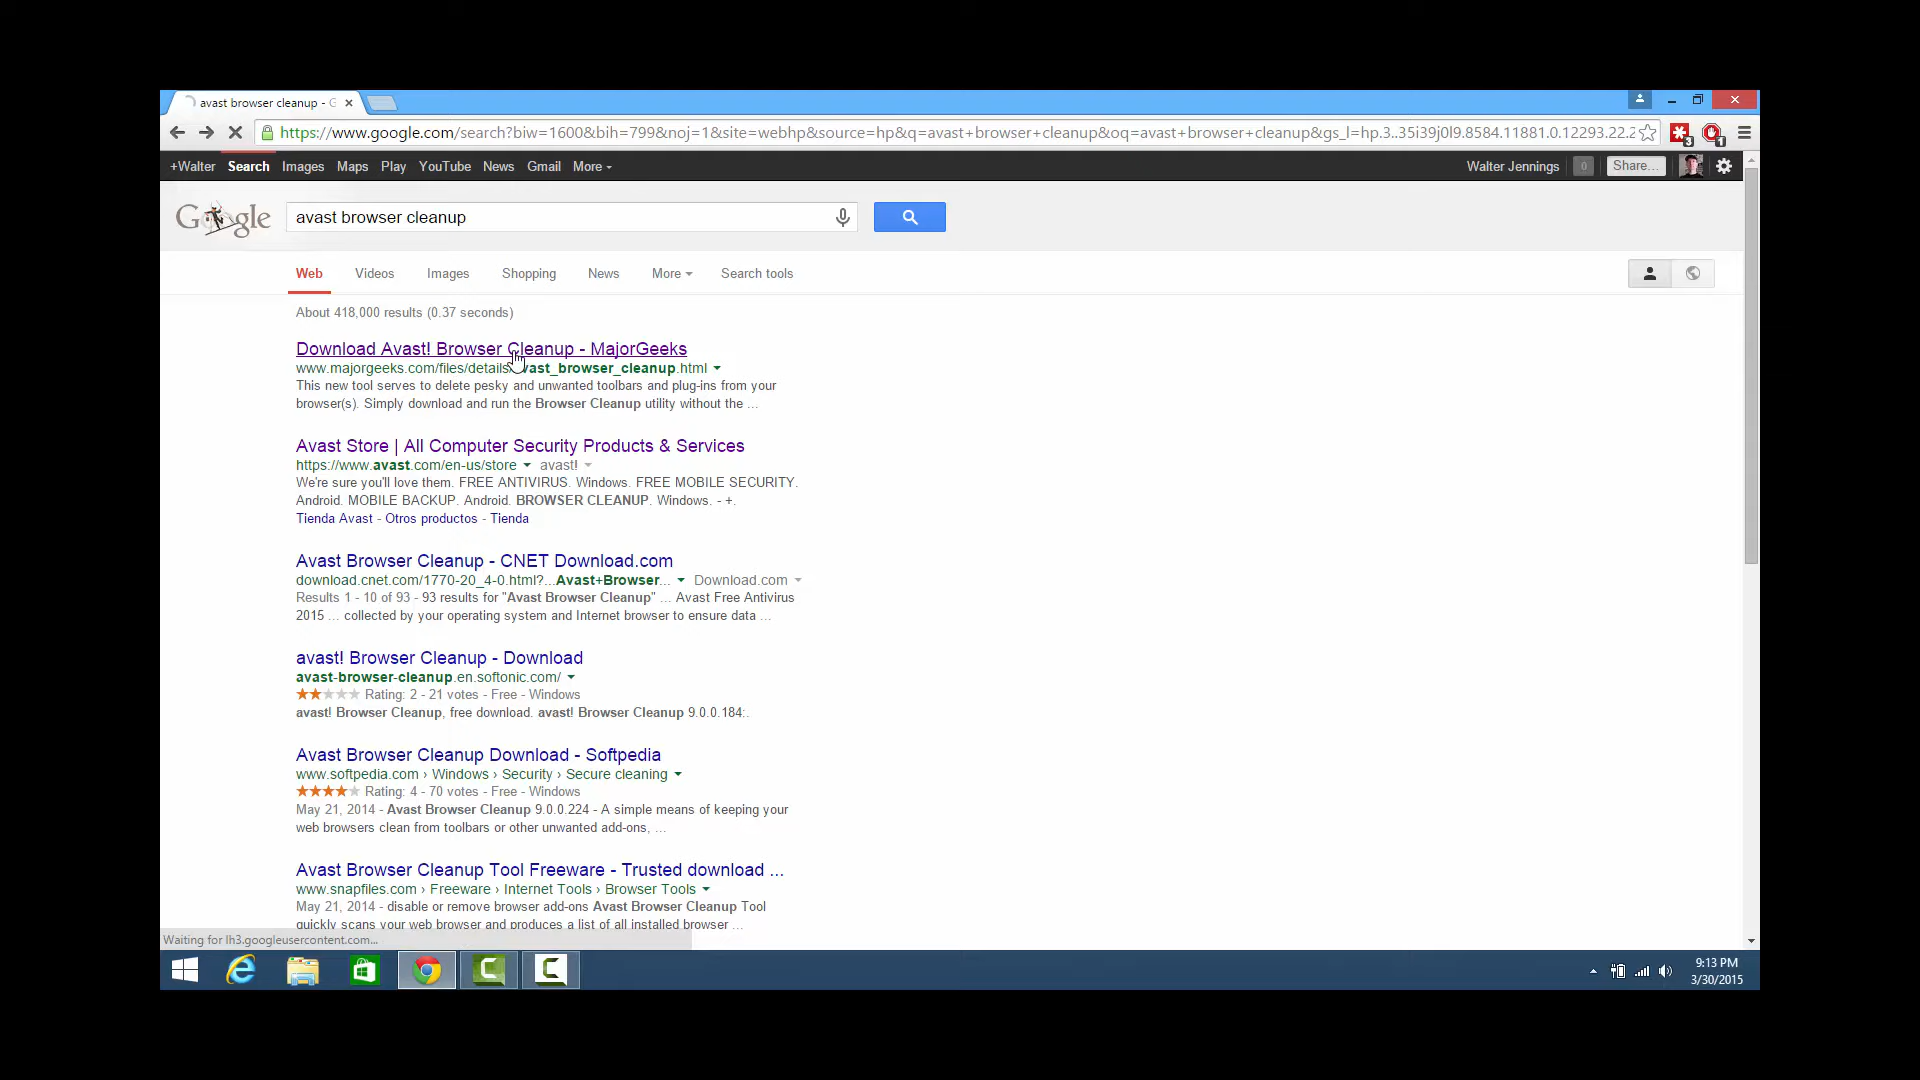 avast browser cleanup - G
https://www.google.com/search?biw=1600&bih=799&noj=1&site=webhp&source=hp&q=avast+browser+cleanup&oq=avast+browser+cleanup&gs_l=hp.3..35i39j0l9.8584.11881.0.12293.22.2
3
1
+Walter Search Images Maps Play YouTube News Gmail More
Walter Jennings 0 Share...
Google
avast browser cleanup
Web Videos Images Shopping News More Search tools
About 418,000 results (0.37 seconds)
Download Avast! Browser Cleanup - MajorGeeks
www.majorgeeks.com/files/details/avast_browser_cleanup.html
This new tool serves to delete pesky and unwanted toolbars and plug-ins from your
browser(s). Simply download and run the Browser Cleanup utility without the ...
Avast Store | All Computer Security Products & Services
https://www.avast.com/en-us/store avast!
We're sure you'll love them. FREE ANTIVIRUS. Windows. FREE MOBILE SECURITY.
Android. MOBILE BACKUP. Android. BROWSER CLEANUP. Windows. - +.
Tienda Avast - Otros productos - Tienda
Avast Browser Cleanup - CNET Download.com
download.cnet.com/1770-20_4-0.html?...Avast+Browser... Download.com
Results 1 - 10 of 93 - 93 results for "Avast Browser Cleanup" ... Avast Free Antivirus
2015 ... collected by your operating system and Internet browser to ensure data ...
avast! Browser Cleanup - Download
avast-browser-cleanup.en.softonic.com/
Rating: 2 - 21 votes - Free - Windows
avast! Browser Cleanup, free download. avast! Browser Cleanup 9.0.0.184:.
Avast Browser Cleanup Download - Softpedia
www.softpedia.com › Windows › Security › Secure cleaning
Rating: 4 - 70 votes - Free - Windows
May 21, 2014 - Avast Browser Cleanup 9.0.0.224 - A simple means of keeping your
web browsers clean from toolbars or other unwanted add-ons, ...
Avast Browser Cleanup Tool Freeware - Trusted download ...
www.snapfiles.com › Freeware › Internet Tools › Browser Tools
May 21, 2014 - disable or remove browser add-ons Avast Browser Cleanup Tool
quickly scans your web browser and produces a list of all installed browser ...
Waiting for lh3.googleusercontent.com...
9:13 PM
3/30/2015